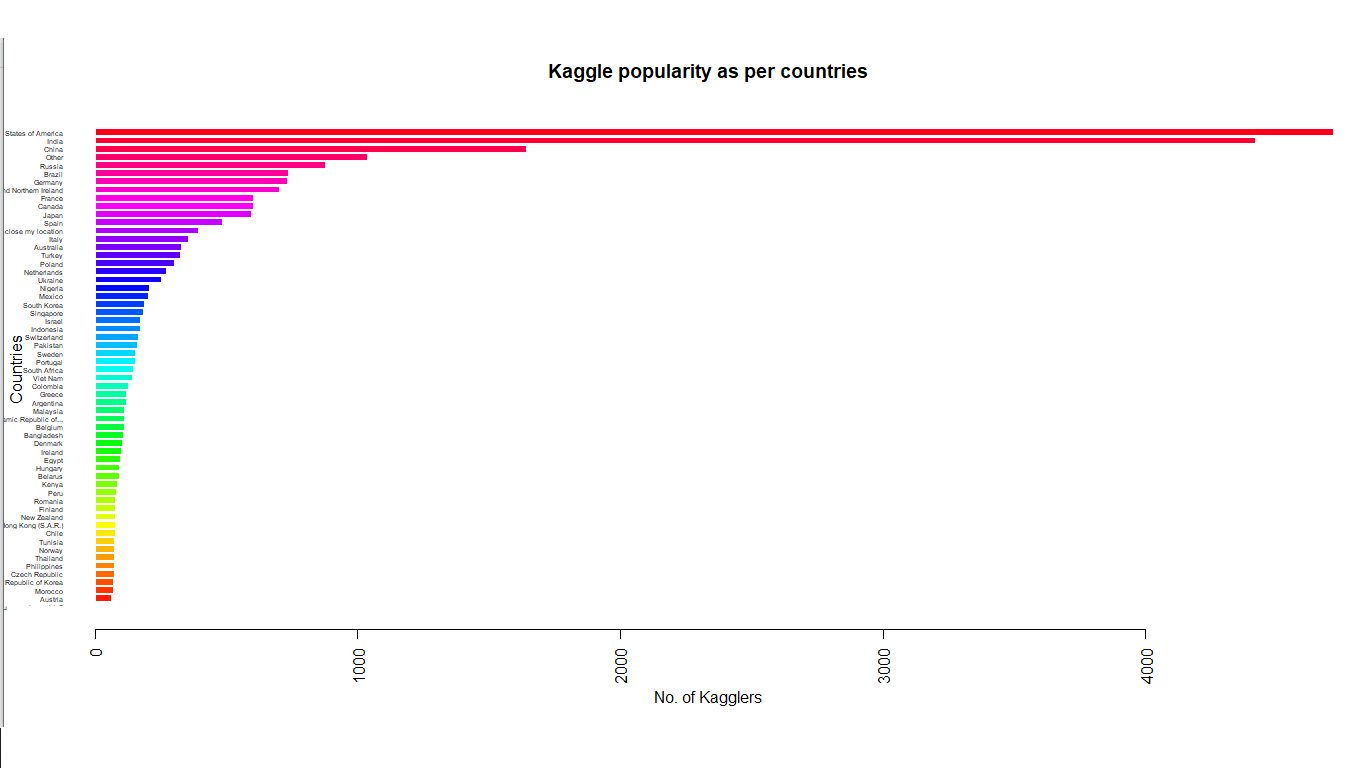 Kaggle popularity as per countries
States of America
India
China
Other
Russia
Brazil
Germany
nd Northern Ireland
France
Canada
Japan
Spain
close my location
Italy
Australia
Turkey
Poland
Netherlands
Ukraine
Nigeria
Mexico
South Korea
Singapore
Israel
Indonesia
Switzerland
Pakistan
Sweden
Portugal
South Africa
Viet Nam
Colombia
Greece
Argentina
Malaysia
amic Republic of...
Belgium
Bangladesh
Denmark
Ireland
Egypt
Hungary
Belarus
Kenya
Peru
Romania
Finland
New Zealand
Hong Kong (S.A.R.)
Chile
Tunisia
Norway
Thailand
Philippines
Czech Republic
Republic of Korea
Morocco
Austria
Countries
0
1000
2000
3000
4000
No. of Kagglers